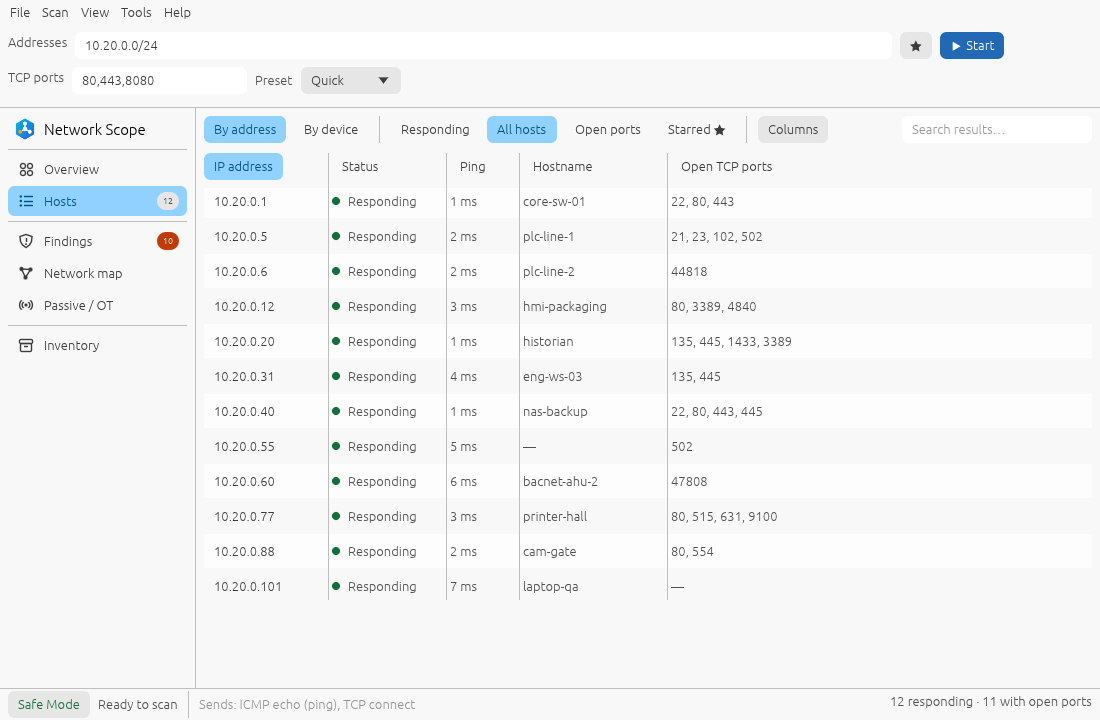 File Scan View Tools Help
Addresses 10.20.0.0/24 ★ ▶ Start
TCP ports 80,443,8080 Preset Quick ▼
Network Scope
Overview
Hosts 12
Findings 10
Network map
Passive / OT
Inventory
By address By device Responding All hosts Open ports Starred ★ Columns Search results…
IP address Status Ping Hostname Open TCP ports
10.20.0.1 Responding 1 ms core-sw-01 22, 80, 443
10.20.0.5 Responding 2 ms plc-line-1 21, 23, 102, 502
10.20.0.6 Responding 2 ms plc-line-2 44818
10.20.0.12 Responding 3 ms hmi-packaging 80, 3389, 4840
10.20.0.20 Responding 1 ms historian 135, 445, 1433, 3389
10.20.0.31 Responding 4 ms eng-ws-03 135, 445
10.20.0.40 Responding 1 ms nas-backup 22, 80, 443, 445
10.20.0.55 Responding 5 ms — 502
10.20.0.60 Responding 6 ms bacnet-ahu-2 47808
10.20.0.77 Responding 3 ms printer-hall 80, 515, 631, 9100
10.20.0.88 Responding 2 ms cam-gate 80, 554
10.20.0.101 Responding 7 ms laptop-qa —
Safe Mode Ready to scan Sends: ICMP echo (ping), TCP connect 12 responding · 11 with open ports